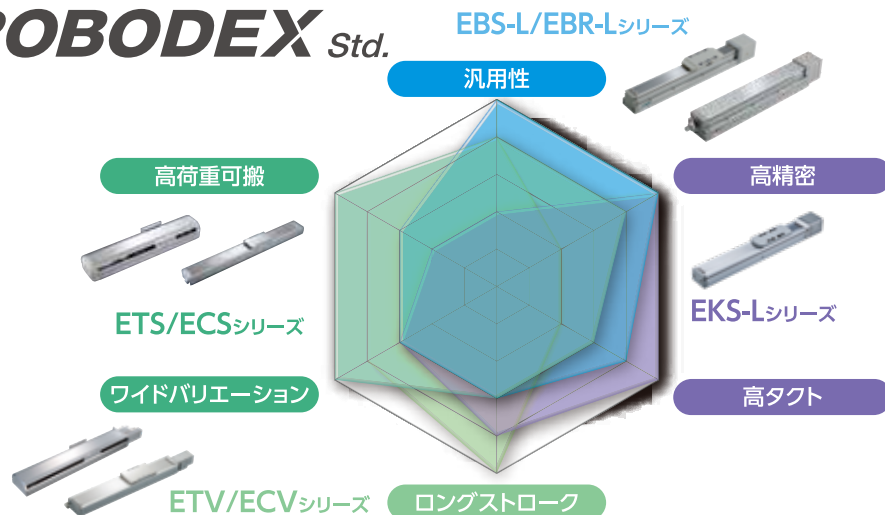 ROBODEX Std.
EBS-L/EBR-Lシリーズ
汎用性
高荷重可搬
高精密
ETS/ECSシリーズ
EKS-Lシリーズ
ワイドバリエーション
高タクト
ETV/ECVシリーズ
ロングストローク